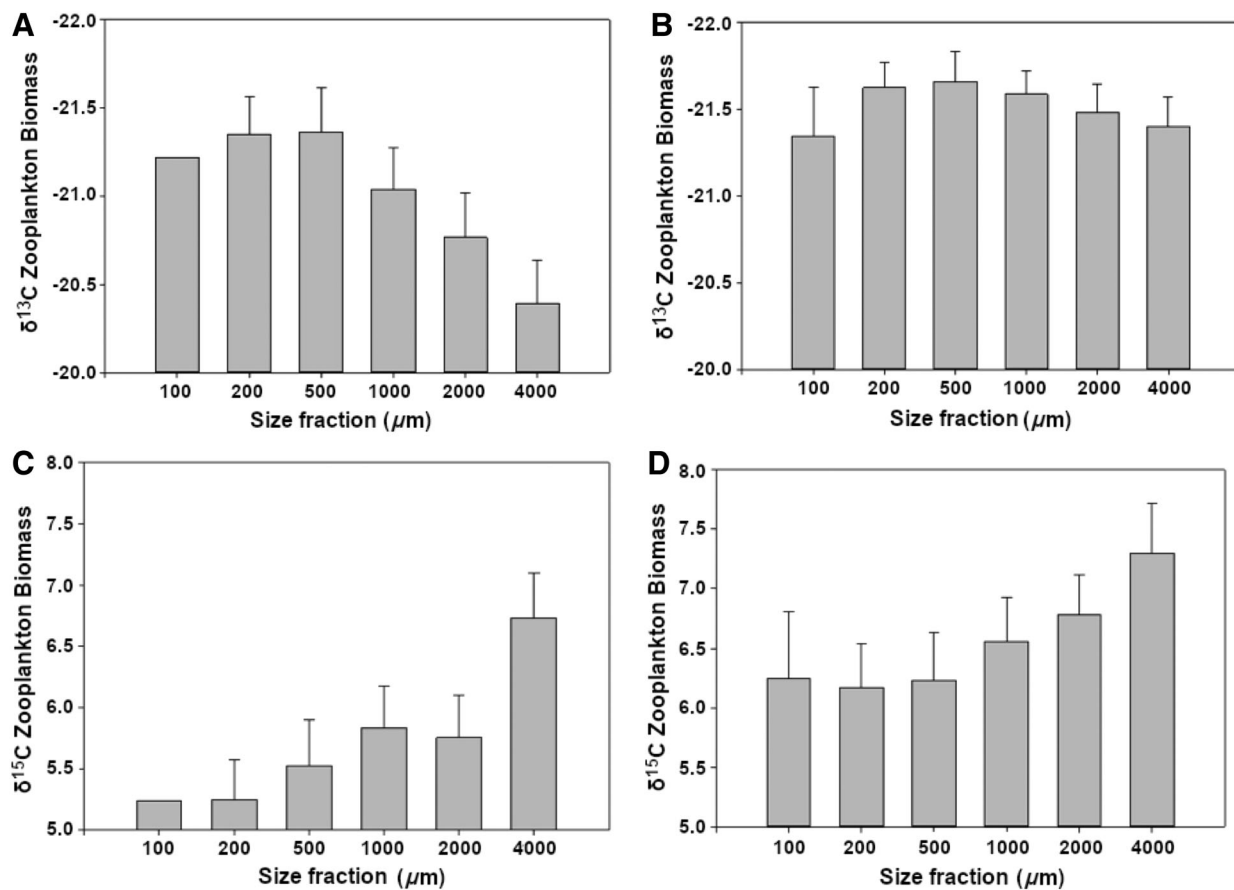 A
δ13C Zooplankton Biomass
-22.0
-21.5
-21.0
-20.5
-20.0
100 200 500 1000 2000 4000
Size fraction (µm)
B
δ13C Zooplankton Biomass
-22.0
-21.5
-21.0
-20.5
-20.0
100 200 500 1000 2000 4000
Size fraction (µm)
C
δ15C Zooplankton Biomass
8.0
7.5
7.0
6.5
6.0
5.5
5.0
100 200 500 1000 2000 4000
Size fraction (µm)
D
δ15C Zooplankton Biomass
8.0
7.5
7.0
6.5
6.0
5.5
5.0
100 200 500 1000 2000 4000
Size fraction (µm)